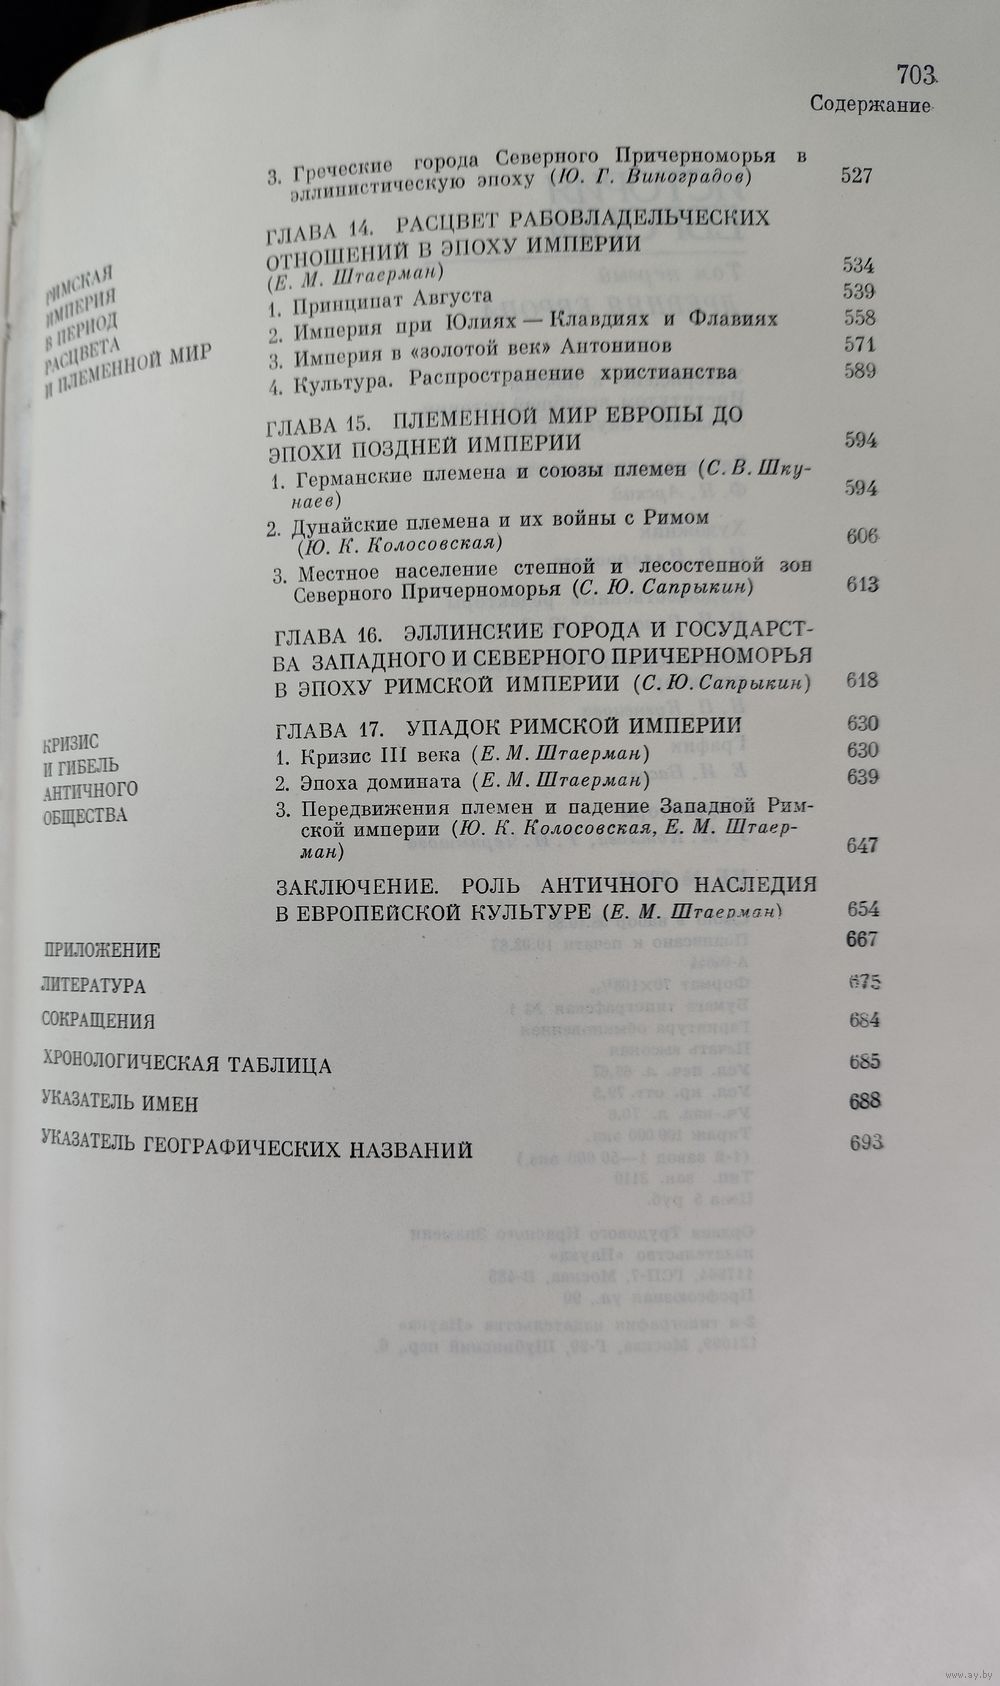 703
Содержание
3. Греческие города Северного Причерноморья в
эллинистическую эпоху (Ю. Г. Виноградов) 527
РИМСКАЯ
ИМПЕРИЯ
В ПЕРИОД
РАСЦВЕТА
И ПЛЕМЕННОЙ МИР
ГЛАВА 14. РАСЦВЕТ РАБОВЛАДЕЛЬЧЕСКИХ
ОТНОШЕНИЙ В ЭПОХУ ИМПЕРИИ
(Е. М. Штаерман) 534
1. Принципат Августа 539
2. Империя при Юлиях — Клавдиях и Флавиях 558
3. Империя в «золотой век» Антонинов 571
4. Культура. Распространение христианства 589
ГЛАВА 15. ПЛЕМЕННОЙ МИР ЕВРОПЫ ДО
ЭПОХИ ПОЗДНЕЙ ИМПЕРИИ 594
1. Германские племена и союзы племен (С. В. Шку-
наев) 594
2. Дунайские племена и их войны с Римом
(Ю. К. Колосовская) 606
3. Местное население степной и лесостепной зон
Северного Причерноморья (С. Ю. Сапрыкин) 613
ГЛАВА 16. ЭЛЛИНСКИЕ ГОРОДА И ГОСУДАРСТ-
ВА ЗАПАДНОГО И СЕВЕРНОГО ПРИЧЕРНОМОРЬЯ
В ЭПОХУ РИМСКОЙ ИМПЕРИИ (С. Ю. Сапрыкин) 618
КРИЗИС
И ГИБЕЛЬ
АНТИЧНОГО
ОБЩЕСТВА
ГЛАВА 17. УПАДОК РИМСКОЙ ИМПЕРИИ 630
1. Кризис III века (Е. М. Штаерман) 630
2. Эпоха домината (Е. М. Штаерман) 639
3. Передвижения племен и падение Западной Рим-
ской империи (Ю. К. Колосовская, Е. М. Штаер-
ман) 647
ЗАКЛЮЧЕНИЕ. РОЛЬ АНТИЧНОГО НАСЛЕДИЯ
В ЕВРОПЕЙСКОЙ КУЛЬТУРЕ (Е. М. Штаерман) 654
ПРИЛОЖЕНИЕ 667
ЛИТЕРАТУРА 675
СОКРАЩЕНИЯ 684
ХРОНОЛОГИЧЕСКАЯ ТАБЛИЦА 685
УКАЗАТЕЛЬ ИМЕН 688
УКАЗАТЕЛЬ ГЕОГРАФИЧЕСКИХ НАЗВАНИЙ 693
www.ay.by